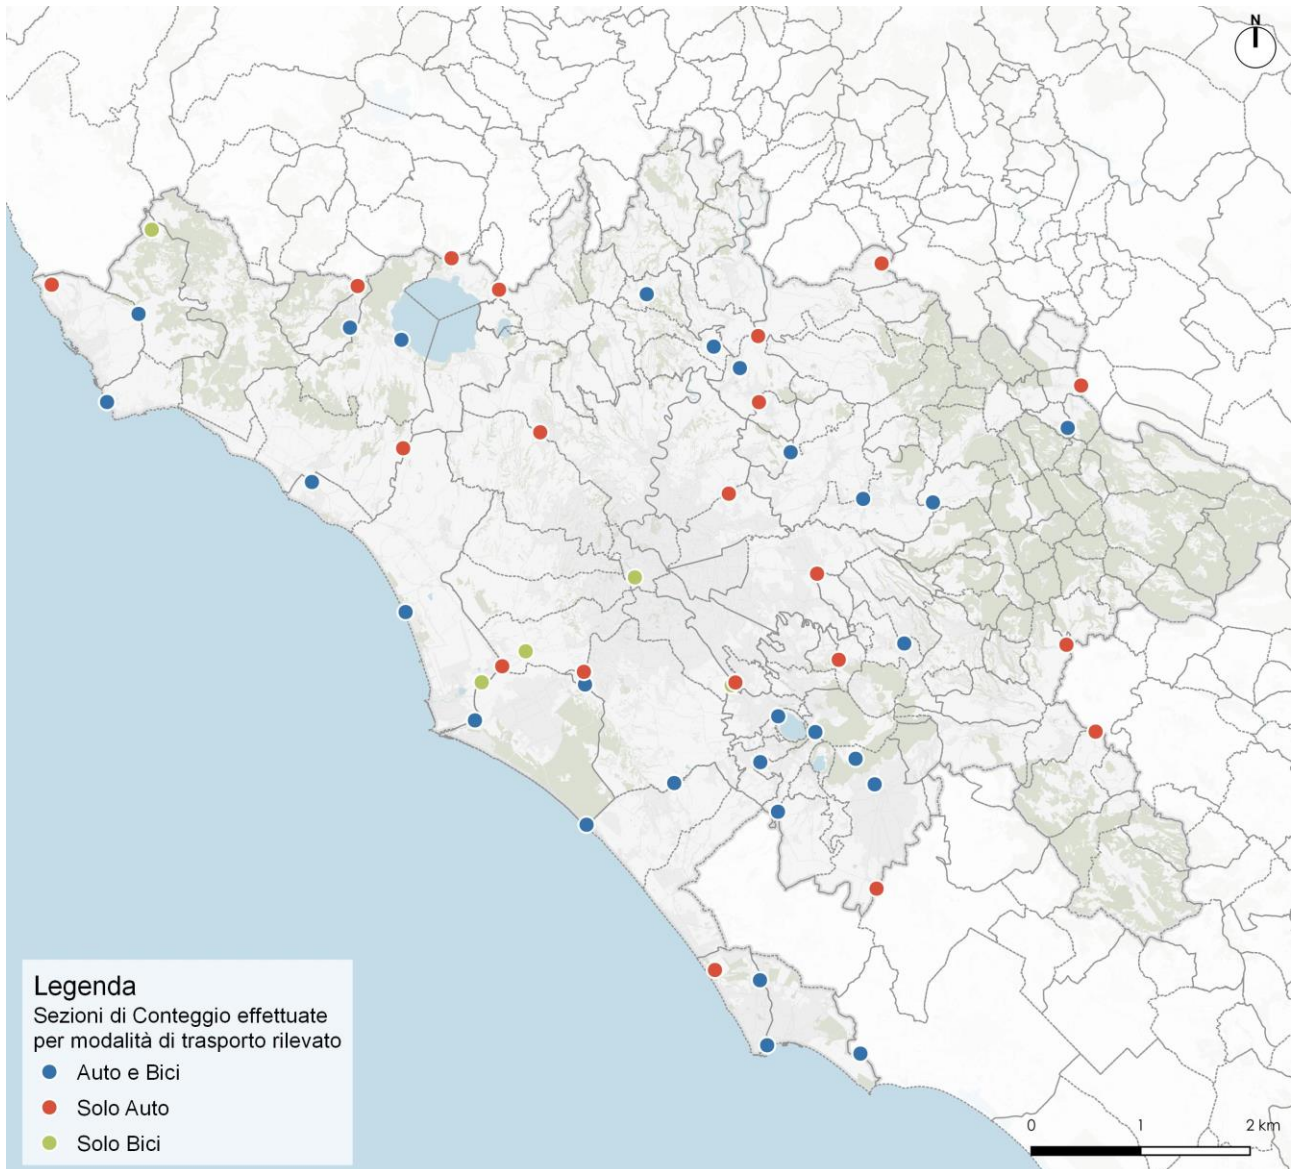 N
Legenda
Sezioni di Conteggio effettuate
per modalità di trasporto rilevato
Auto e Bici
Solo Auto
Solo Bici
0 1 2 km